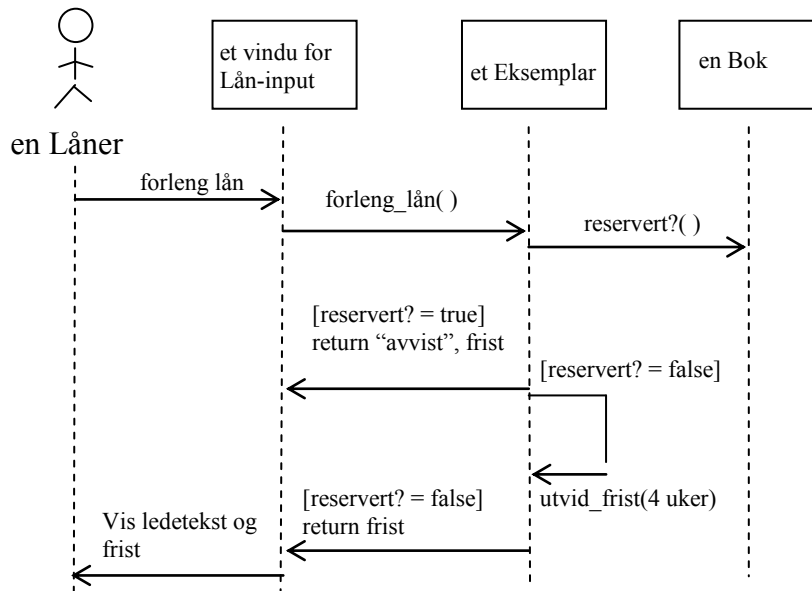 et vindu for
Lån-input
et Eksemplar
en Bok
en Låner
forleng lån
forleng_lån( )
reservert?( )
[reservert? = true]
return “avvist”, frist
[reservert? = false]
utvid_frist(4 uker)
[reservert? = false]
return frist
Vis ledetekst og
frist